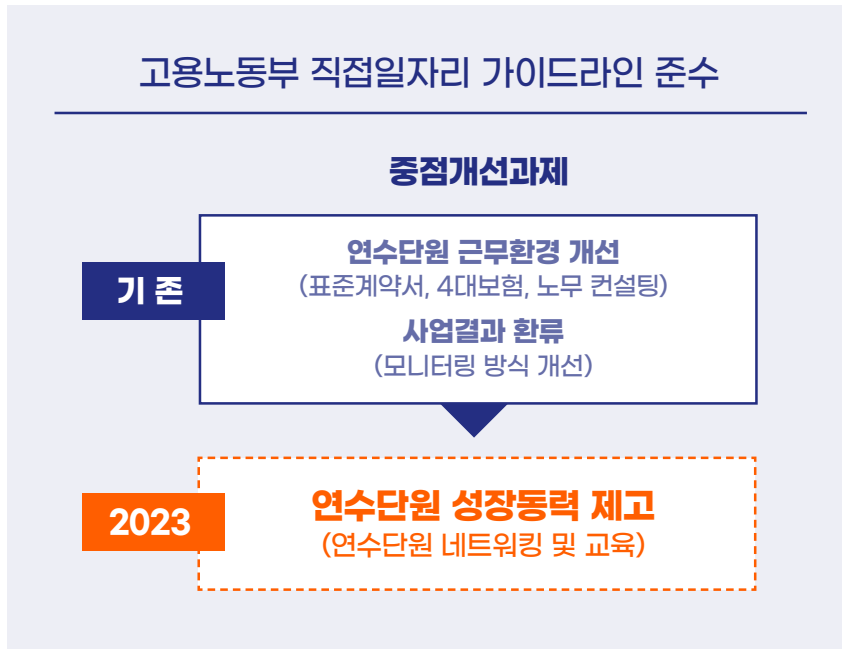 고용노동부 직접일자리 가이드라인 준수
중점개선과제
기 존
연수단원 근무환경 개선
(표준계약서, 4대보험, 노무 컨설팅)
사업결과 환류
(모니터링 방식 개선)
2023
연수단원 성장동력 제고
(연수단원 네트워킹 및 교육)